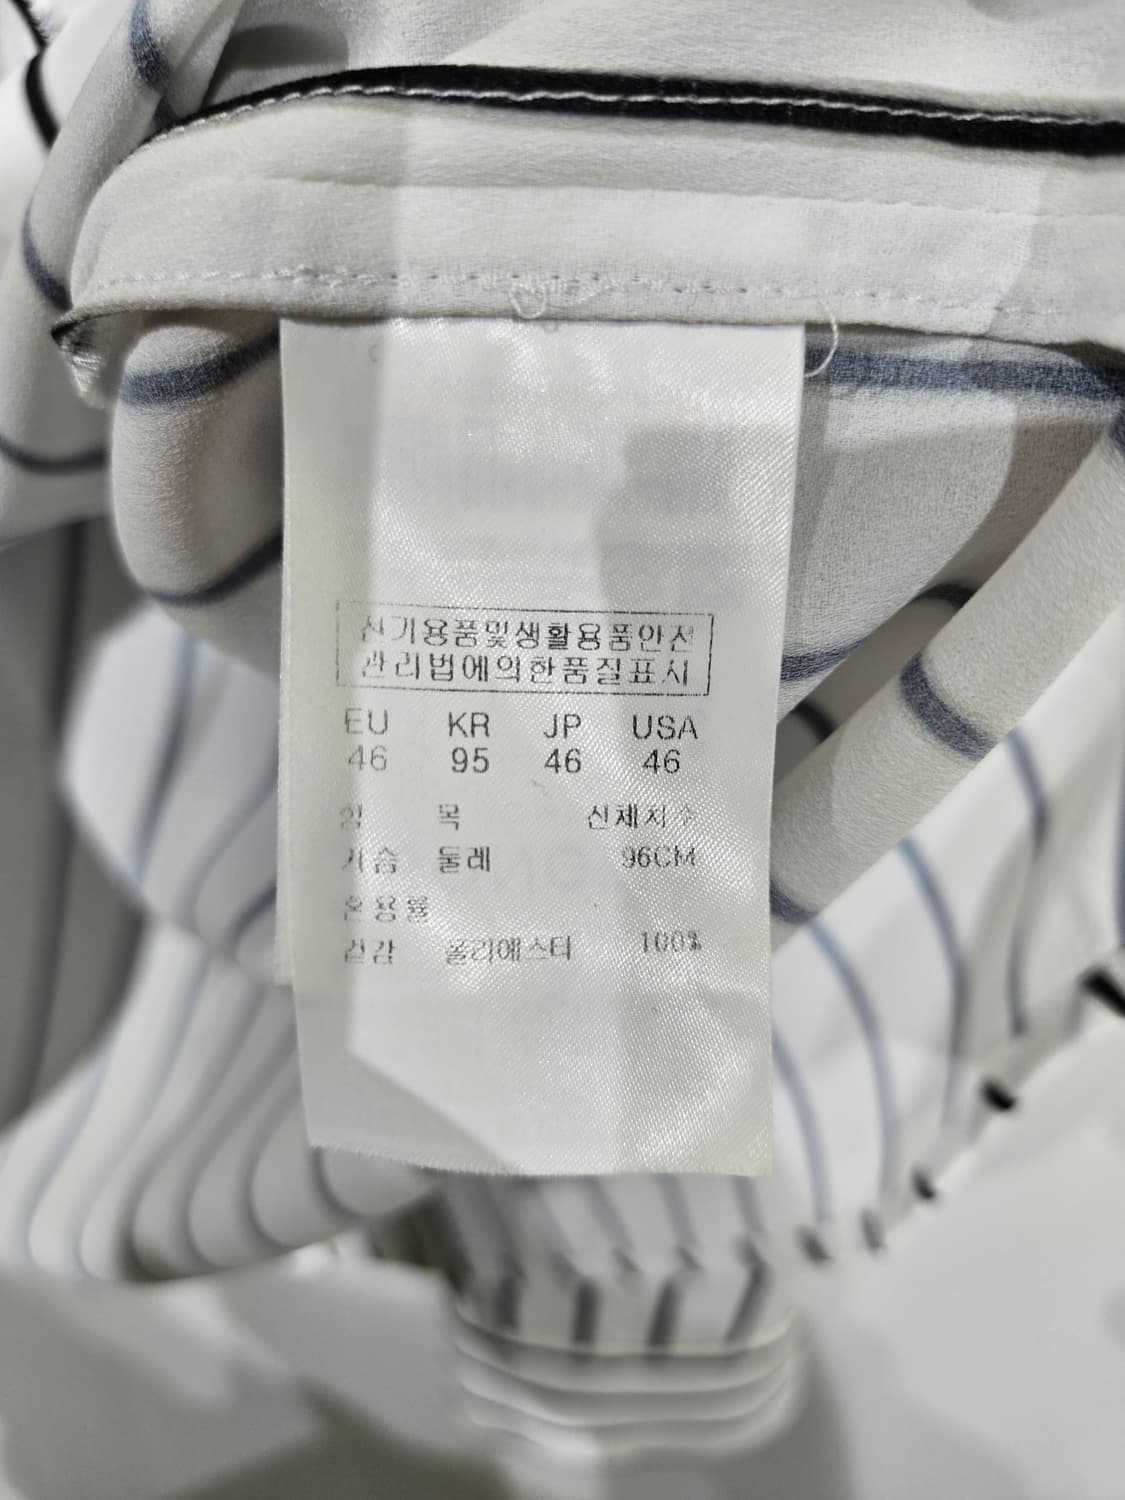 전기용품및생활용품안전
관리법에의한품질표시
EU KR JP USA
46 95 46 46
항 목 신체치수
가슴 둘레 96CM
혼용률
겉감 폴리에스터 100%